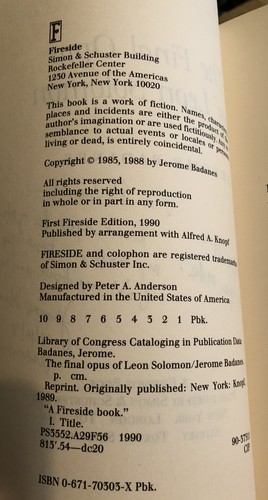 F
Fireside
Simon & Schuster Building
Rockefeller Center
1230 Avenue of the Americas
New York, New York 10020
This book is a work of fiction. Names,
places and incidents are either the product of
author's imagination or are used fictitiously.
semblance to actual events or locales or persons,
living or dead, is entirely coincidental.
Copyright © 1985, 1988 by Jerome Badanes
All rights reserved
including the right of reproduction
in whole or in part in any form.
First Fireside Edition, 1990
Published by arrangement with Alfred A. Knopf
FIRESIDE and colophon are registered trademarks
of Simon & Schuster Inc.
Designed by Peter A. Anderson
Manufactured in the United States of America
10 9 8 7 6 5 4 3 2 1 Pbk.
Library of Congress Cataloging in Publication Data
Badanes, Jerome.
The final opus of Leon Solomon/Jerome Badanes.
p. cm.
Reprint. Originally published: New York: Knopf,
1989.
"A Fireside book."
I. Title.
PS3552.A29F56 1990
813'.54—dc20
CIP
ISBN 0-671-70303-X Pbk.